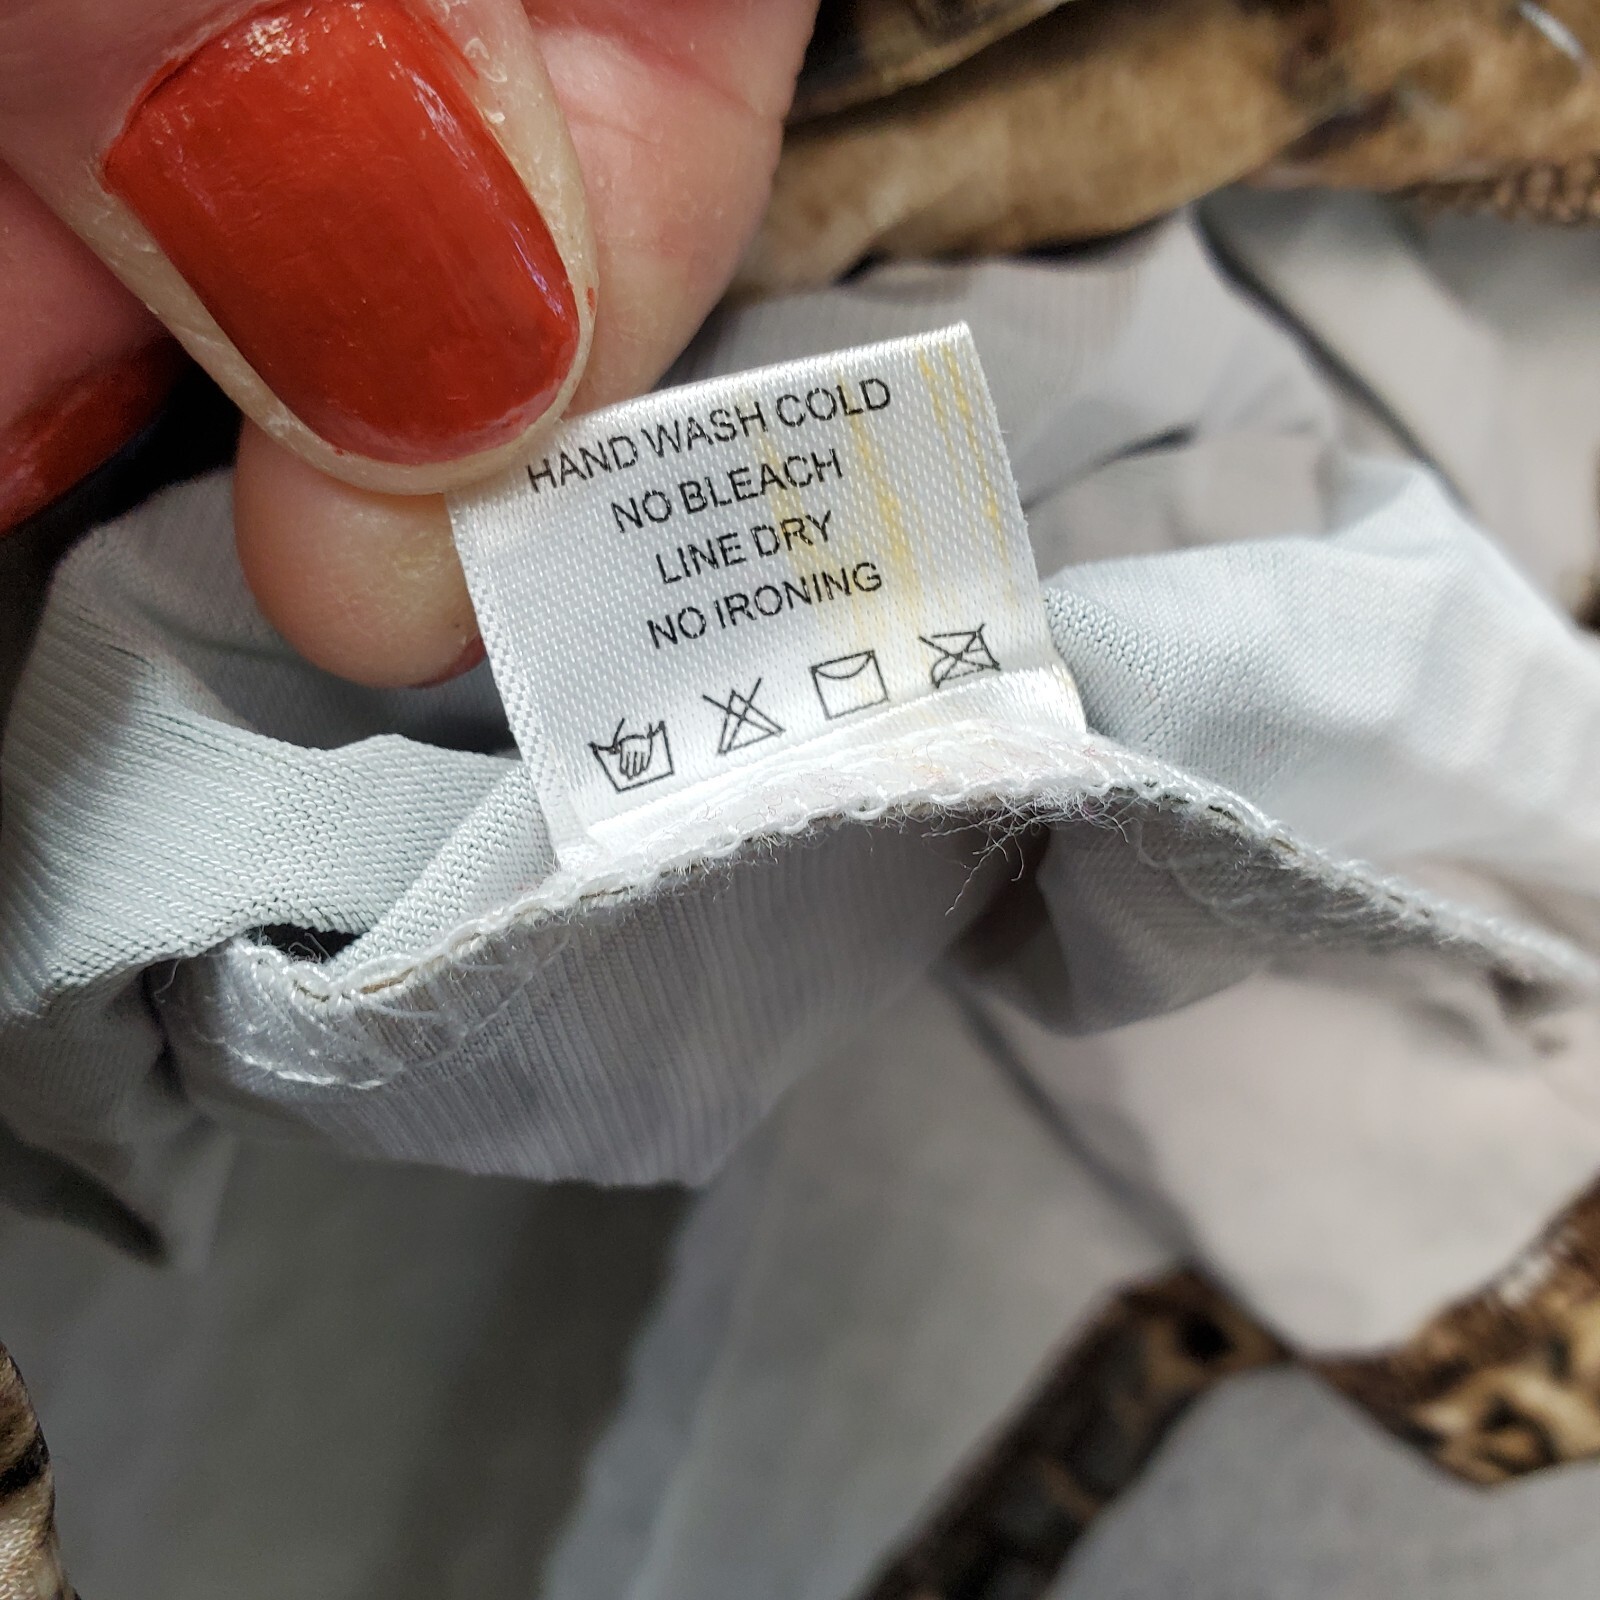 HAND WASH COLD
NO BLEACH
LINE DRY
NO IRONING